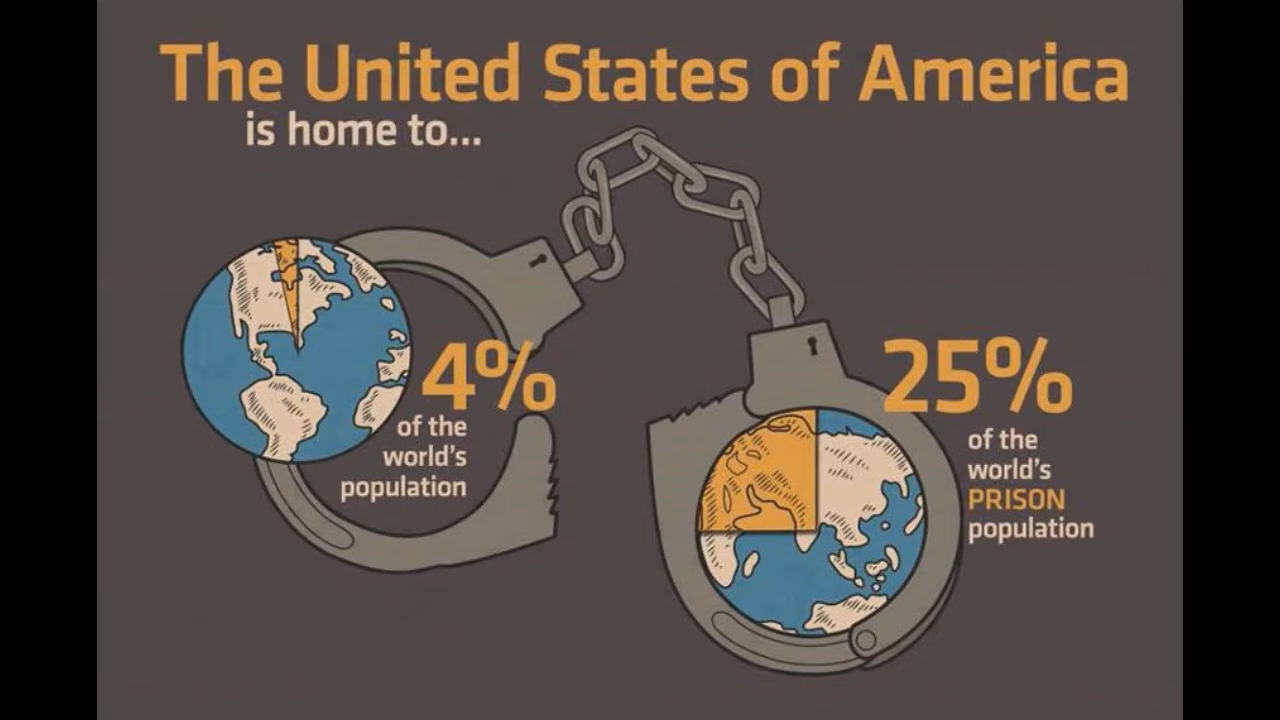 The United States of America
is home to...
4%
of the
world's
population
25%
of the
world's
PRISON
population